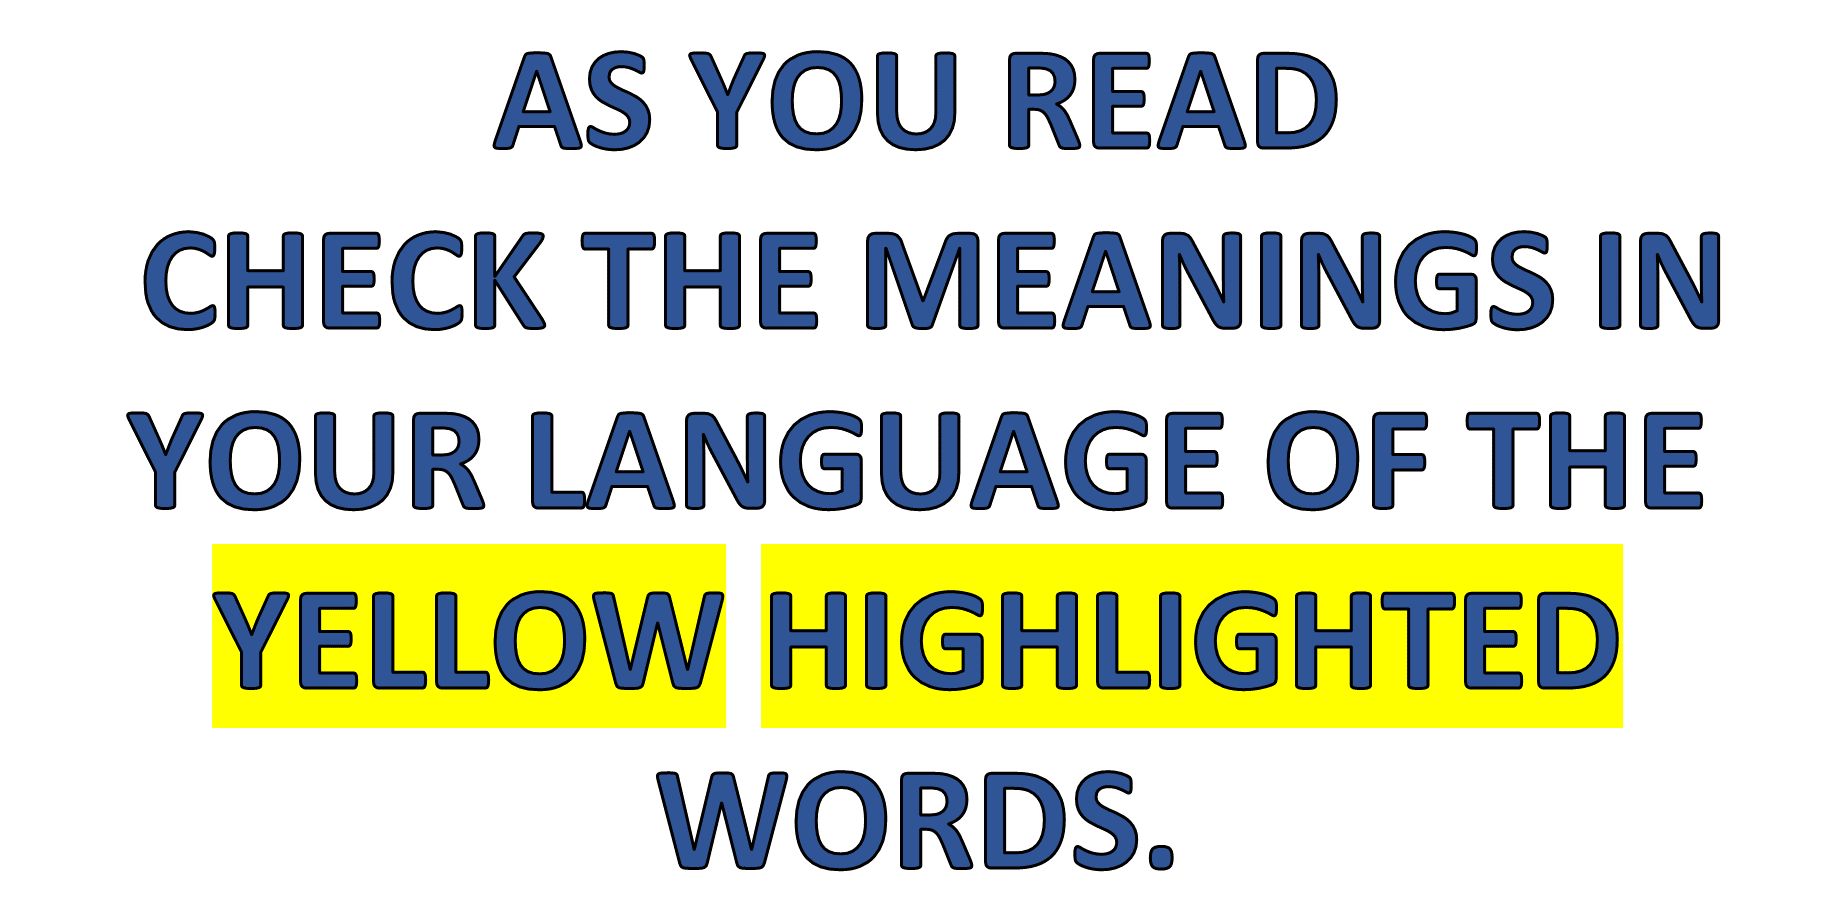 AS YOU READ
CHECK THE MEANINGS IN
YOUR LANGUAGE OF THE
YELLOW HIGHLIGHTED
WORDS.